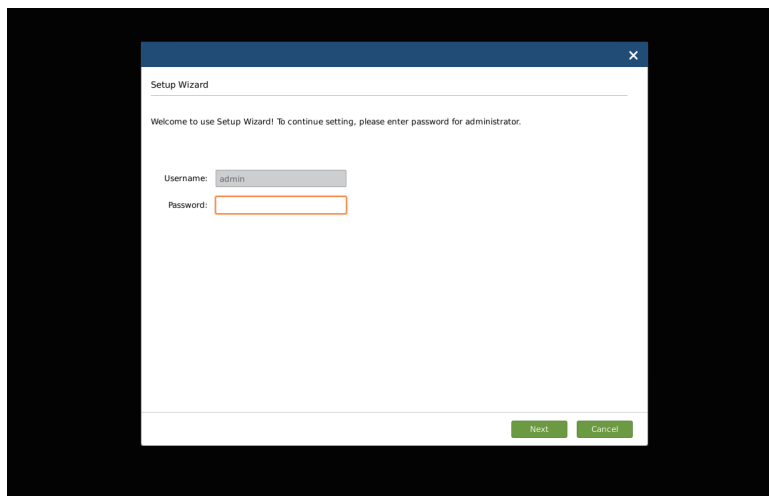 Setup Wizard
Welcome to use Setup Wizard! To continue setting, please enter password for administrator.
Username: admin
Password:
Next Cancel